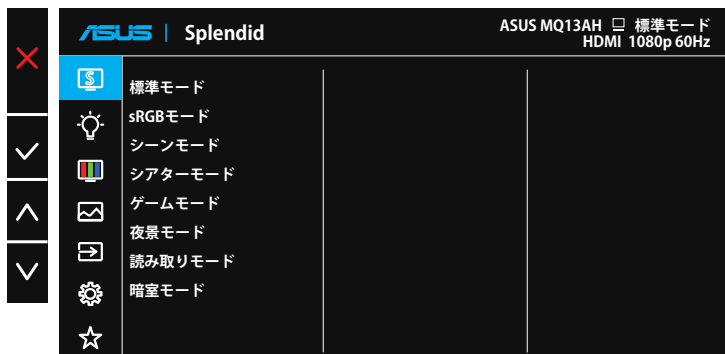 ASUS | Splendid
ASUS MQ13AH 標準モード
HDMI 1080p 60Hz
S
標準モード
sRGBモード
シーンモード
シアターモード
ゲームモード
夜景モード
読み取りモード
暗室モード